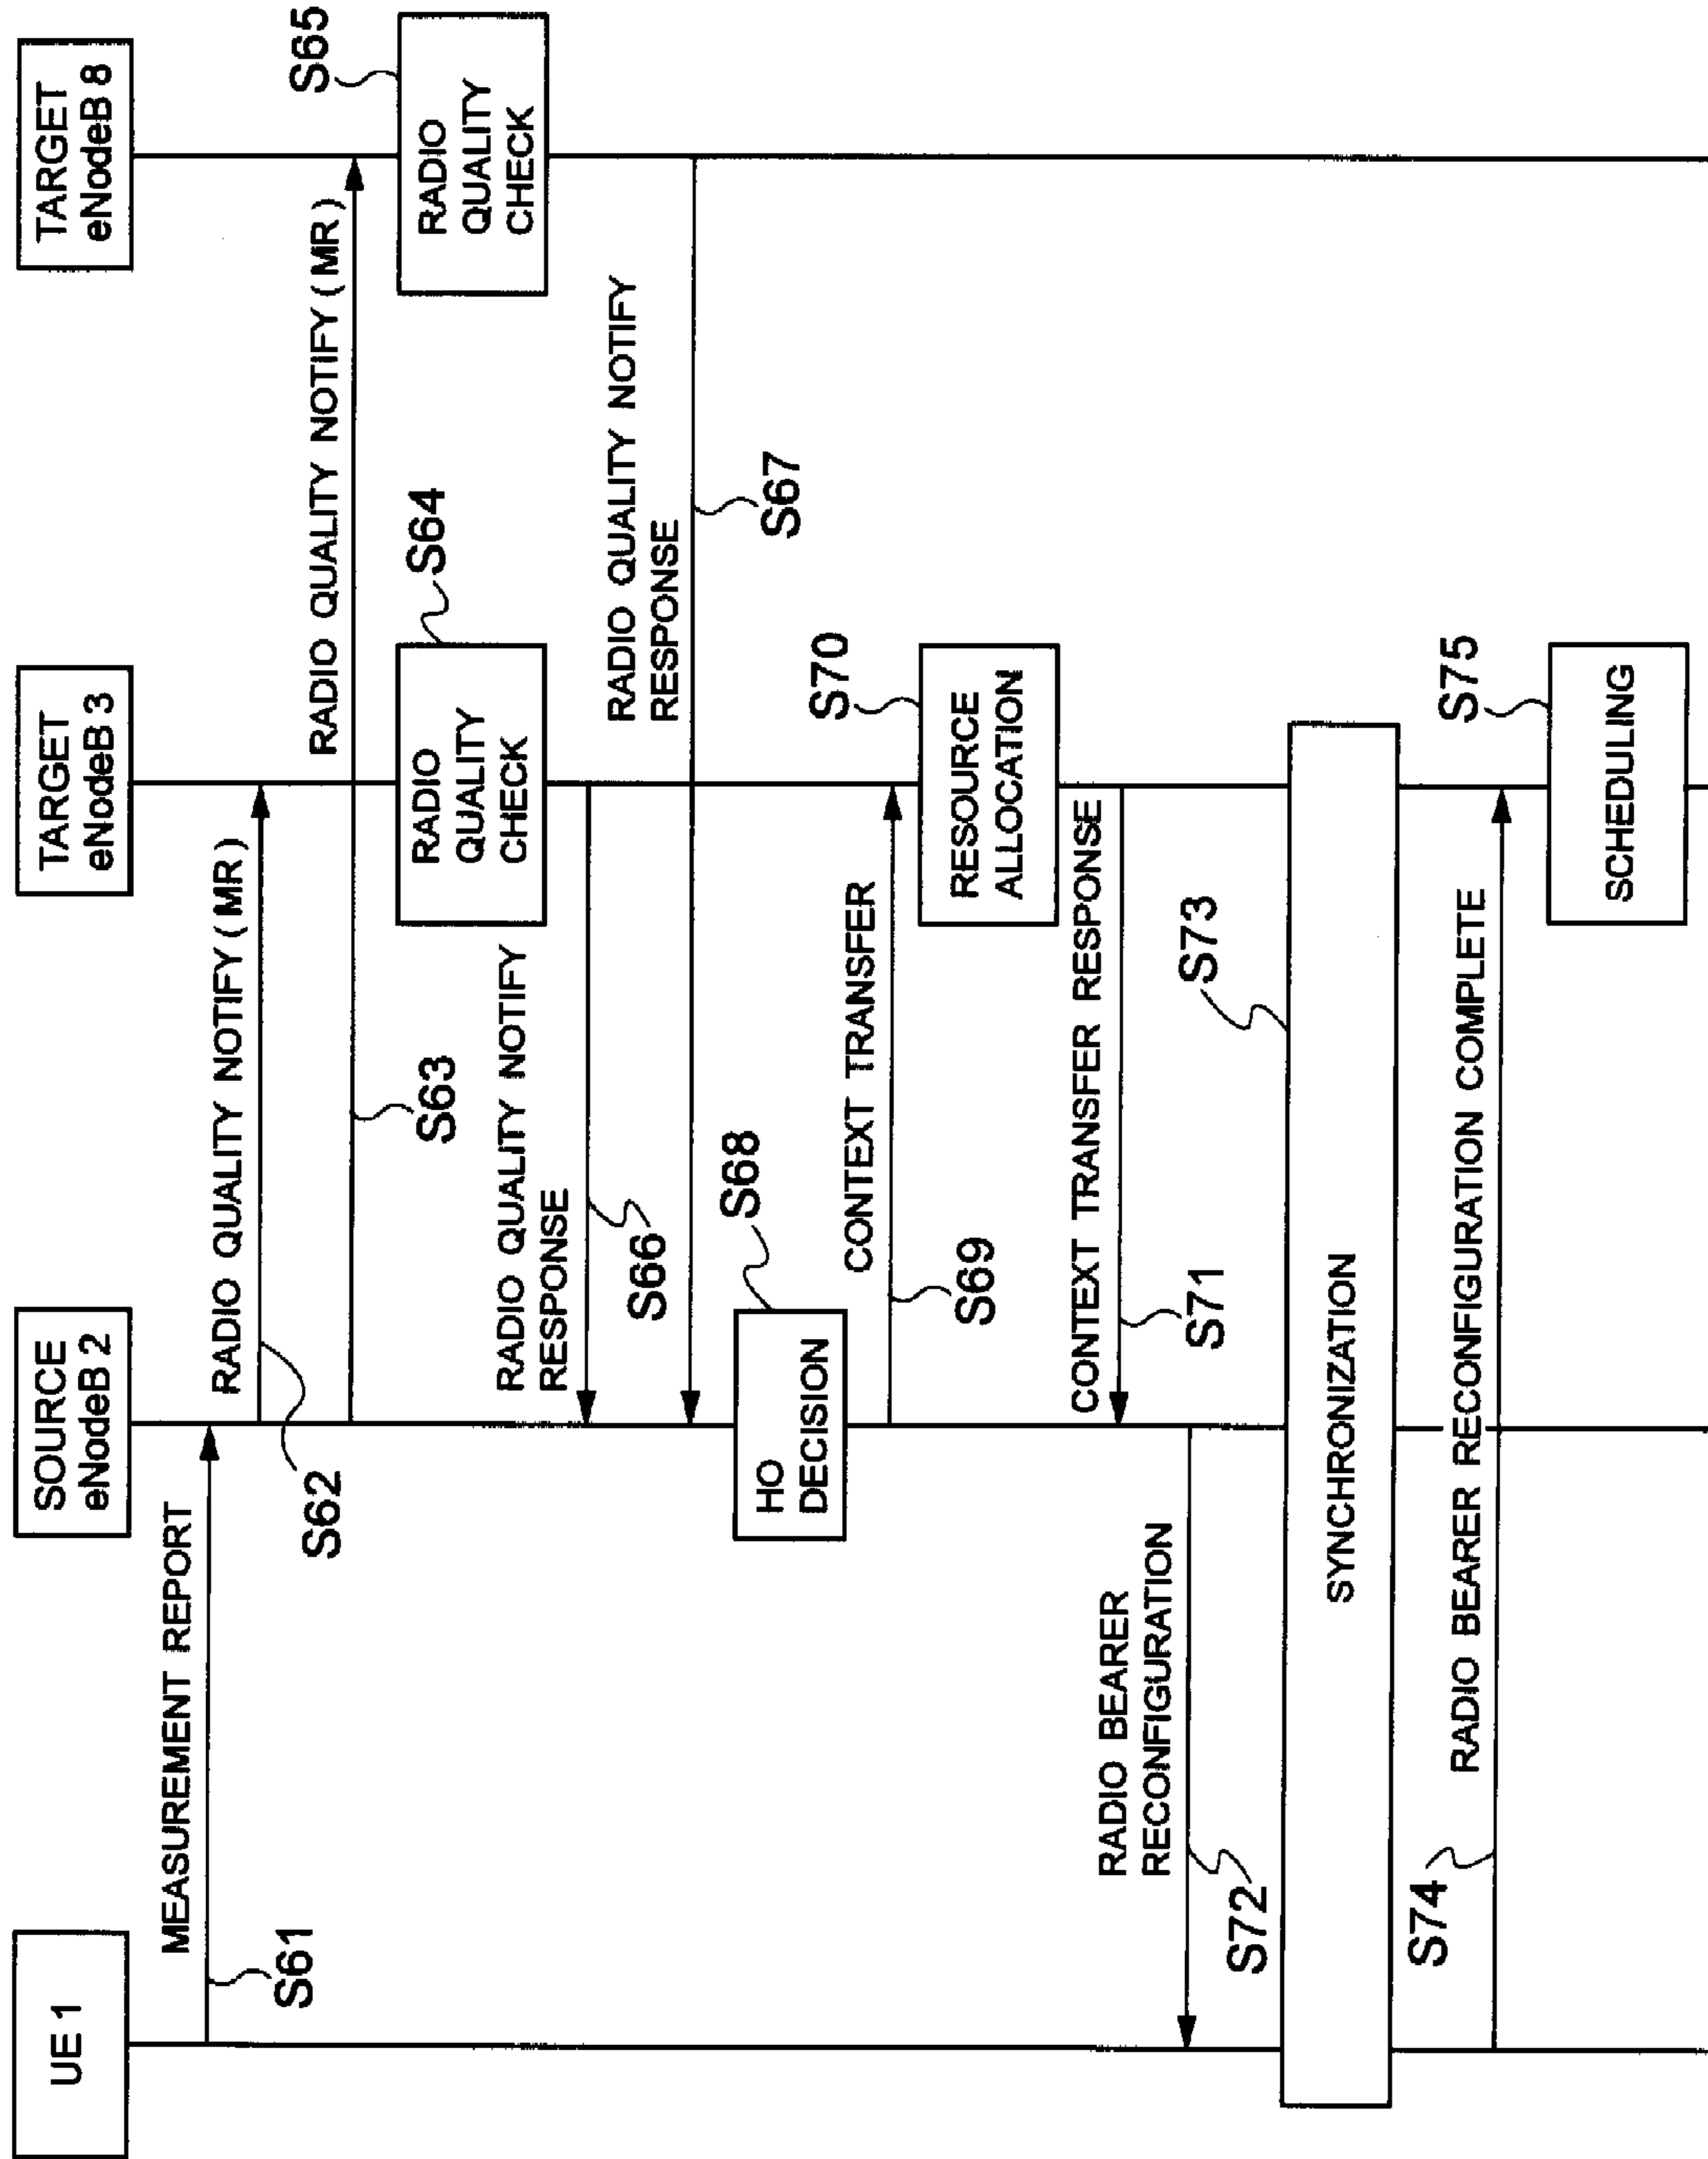 UE 1
SOURCE
eNodeB 2
TARGET
eNodeB 3
TARGET
eNodeB 8
MEASUREMENT REPORT
S61
RADIO QUALITY NOTIFY ( MR )
S62
RADIO QUALITY NOTIFY ( MR )
S63
RADIO
QUALITY
CHECK
S64
RADIO
QUALITY
CHECK
S65
RADIO QUALITY NOTIFY
RESPONSE
S66
RADIO QUALITY NOTIFY
RESPONSE
S67
HO
DECISION
S68
CONTEXT TRANSFER
S69
RESOURCE
ALLOCATION
S70
CONTEXT TRANSFER RESPONSE
S71
RADIO BEARER
RECONFIGURATION
S72
SYNCHRONIZATION
S73
RADIO BEARER RECONFIGURATION COMPLETE
S74
SCHEDULING
S75